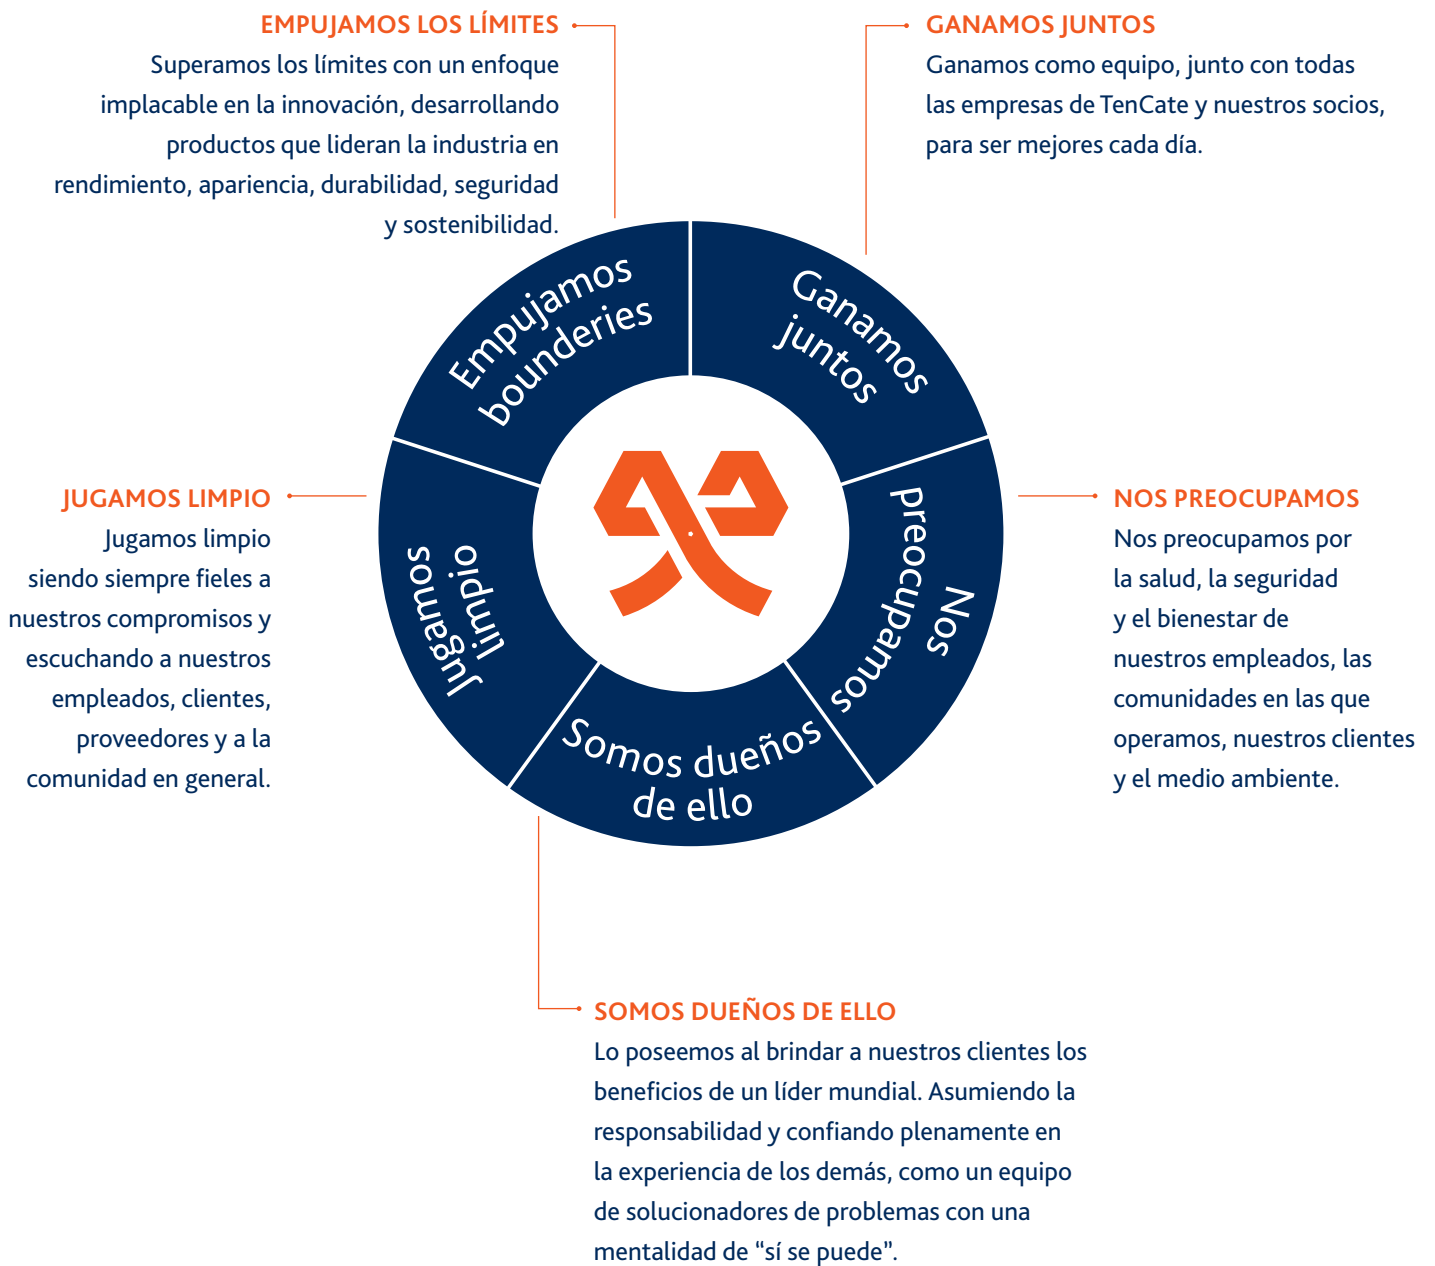 EMPUJAMOS LOS LÍMITES
Superamos los límites con un enfoque
implacable en la innovación, desarrollando
productos que lideran la industria en
rendimiento, apariencia, durabilidad, seguridad
y sostenibilidad.
GANAMOS JUNTOS
Ganamos como equipo, junto con todas
las empresas de TenCate y nuestros socios,
para ser mejores cada día.
Empujamos
bounderies
Ganamos
juntos
Nos
preocupamos
Somos dueños
de ello
Jugamos
limpio
JUGAMOS LIMPIO
Jugamos limpio
siendo siempre fieles a
nuestros compromisos y
escuchando a nuestros
empleados, clientes,
proveedores y a la
comunidad en general.
NOS PREOCUPAMOS
Nos preocupamos por
la salud, la seguridad
y el bienestar de
nuestros empleados, las
comunidades en las que
operamos, nuestros clientes
y el medio ambiente.
SOMOS DUEÑOS DE ELLO
Lo poseemos al brindar a nuestros clientes los
beneficios de un líder mundial. Asumiendo la
responsabilidad y confiando plenamente en
la experiencia de los demás, como un equipo
de solucionadores de problemas con una
mentalidad de “sí se puede”.